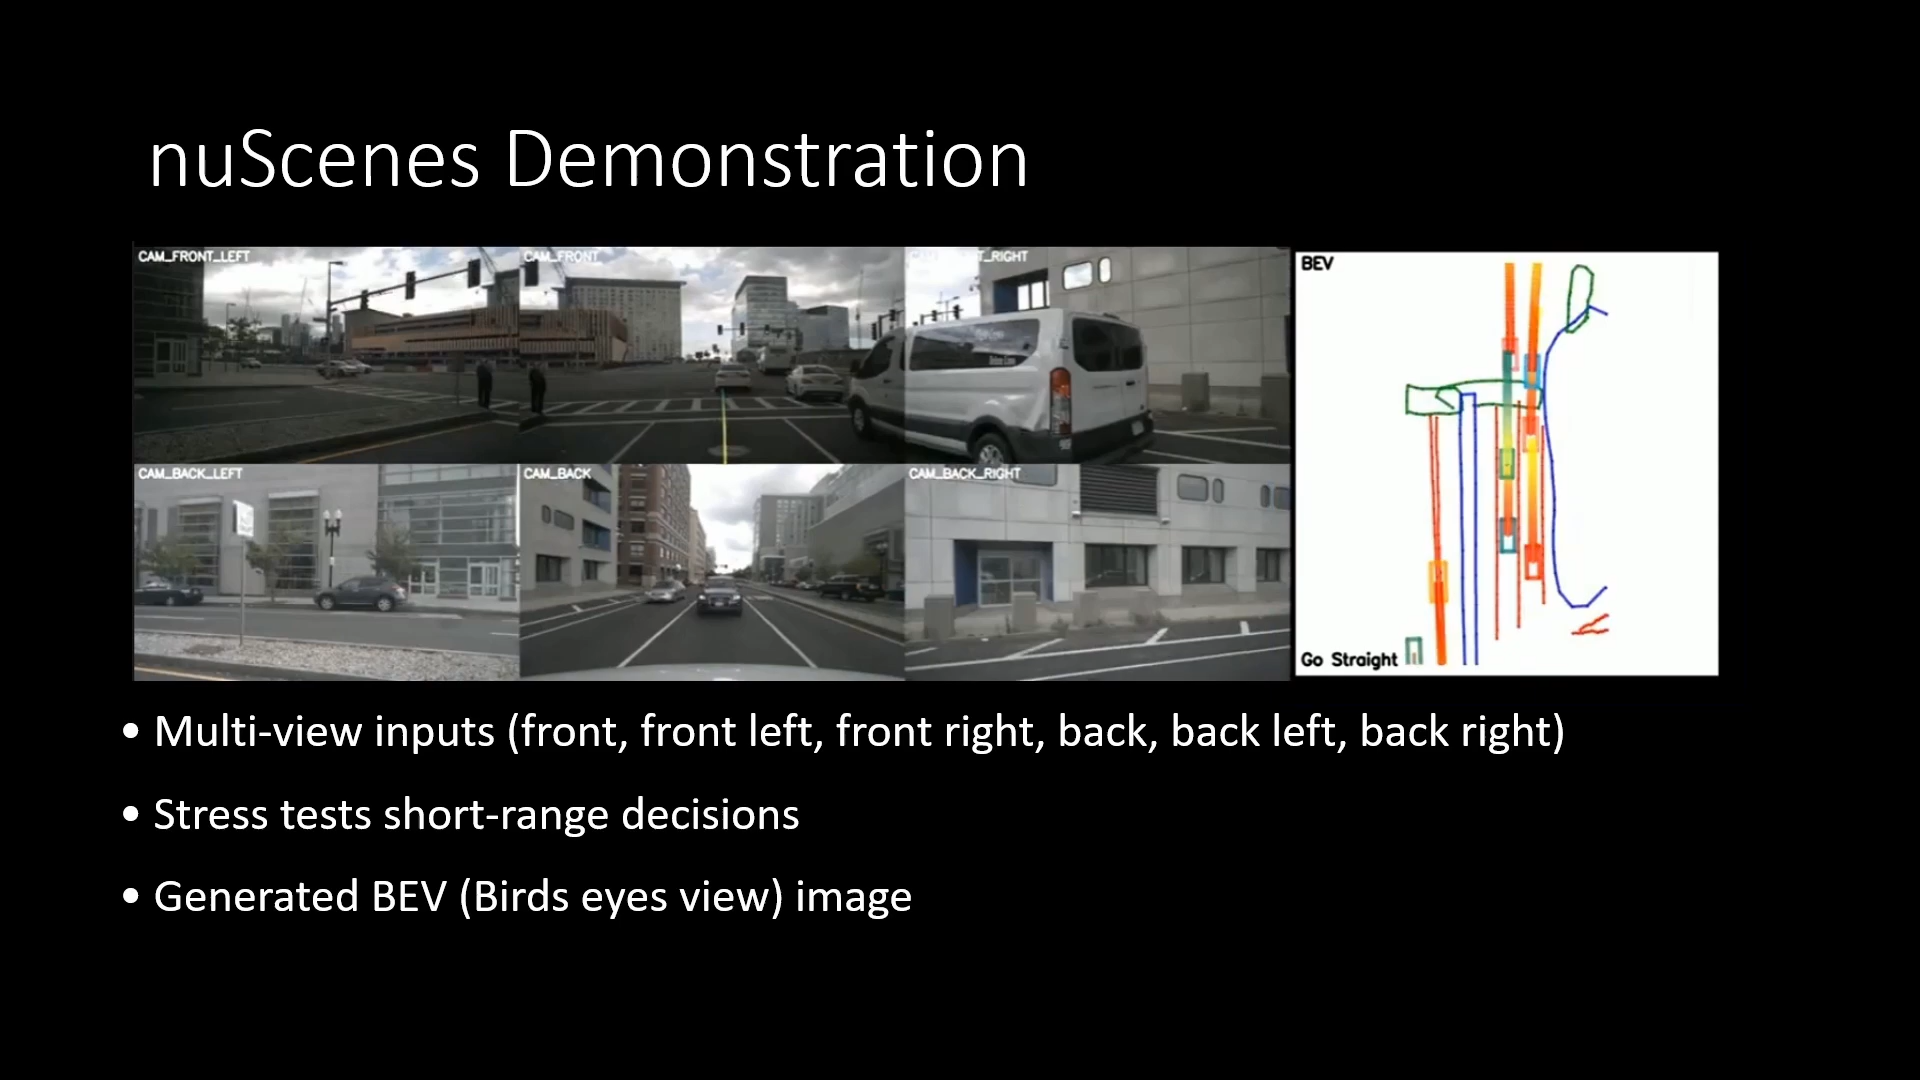 nuScenes Demonstration
CAM_FRONT_LEFT
CAM_FRONT
T_RIGHT
BEV
CAM_BACK_LEFT
CAM_BACK
CAM_BACK_RIGHT
Go Straight
• Multi-view inputs (front, front left, front right, back, back left, back right)
• Stress tests short-range decisions
• Generated BEV (Birds eyes view) image